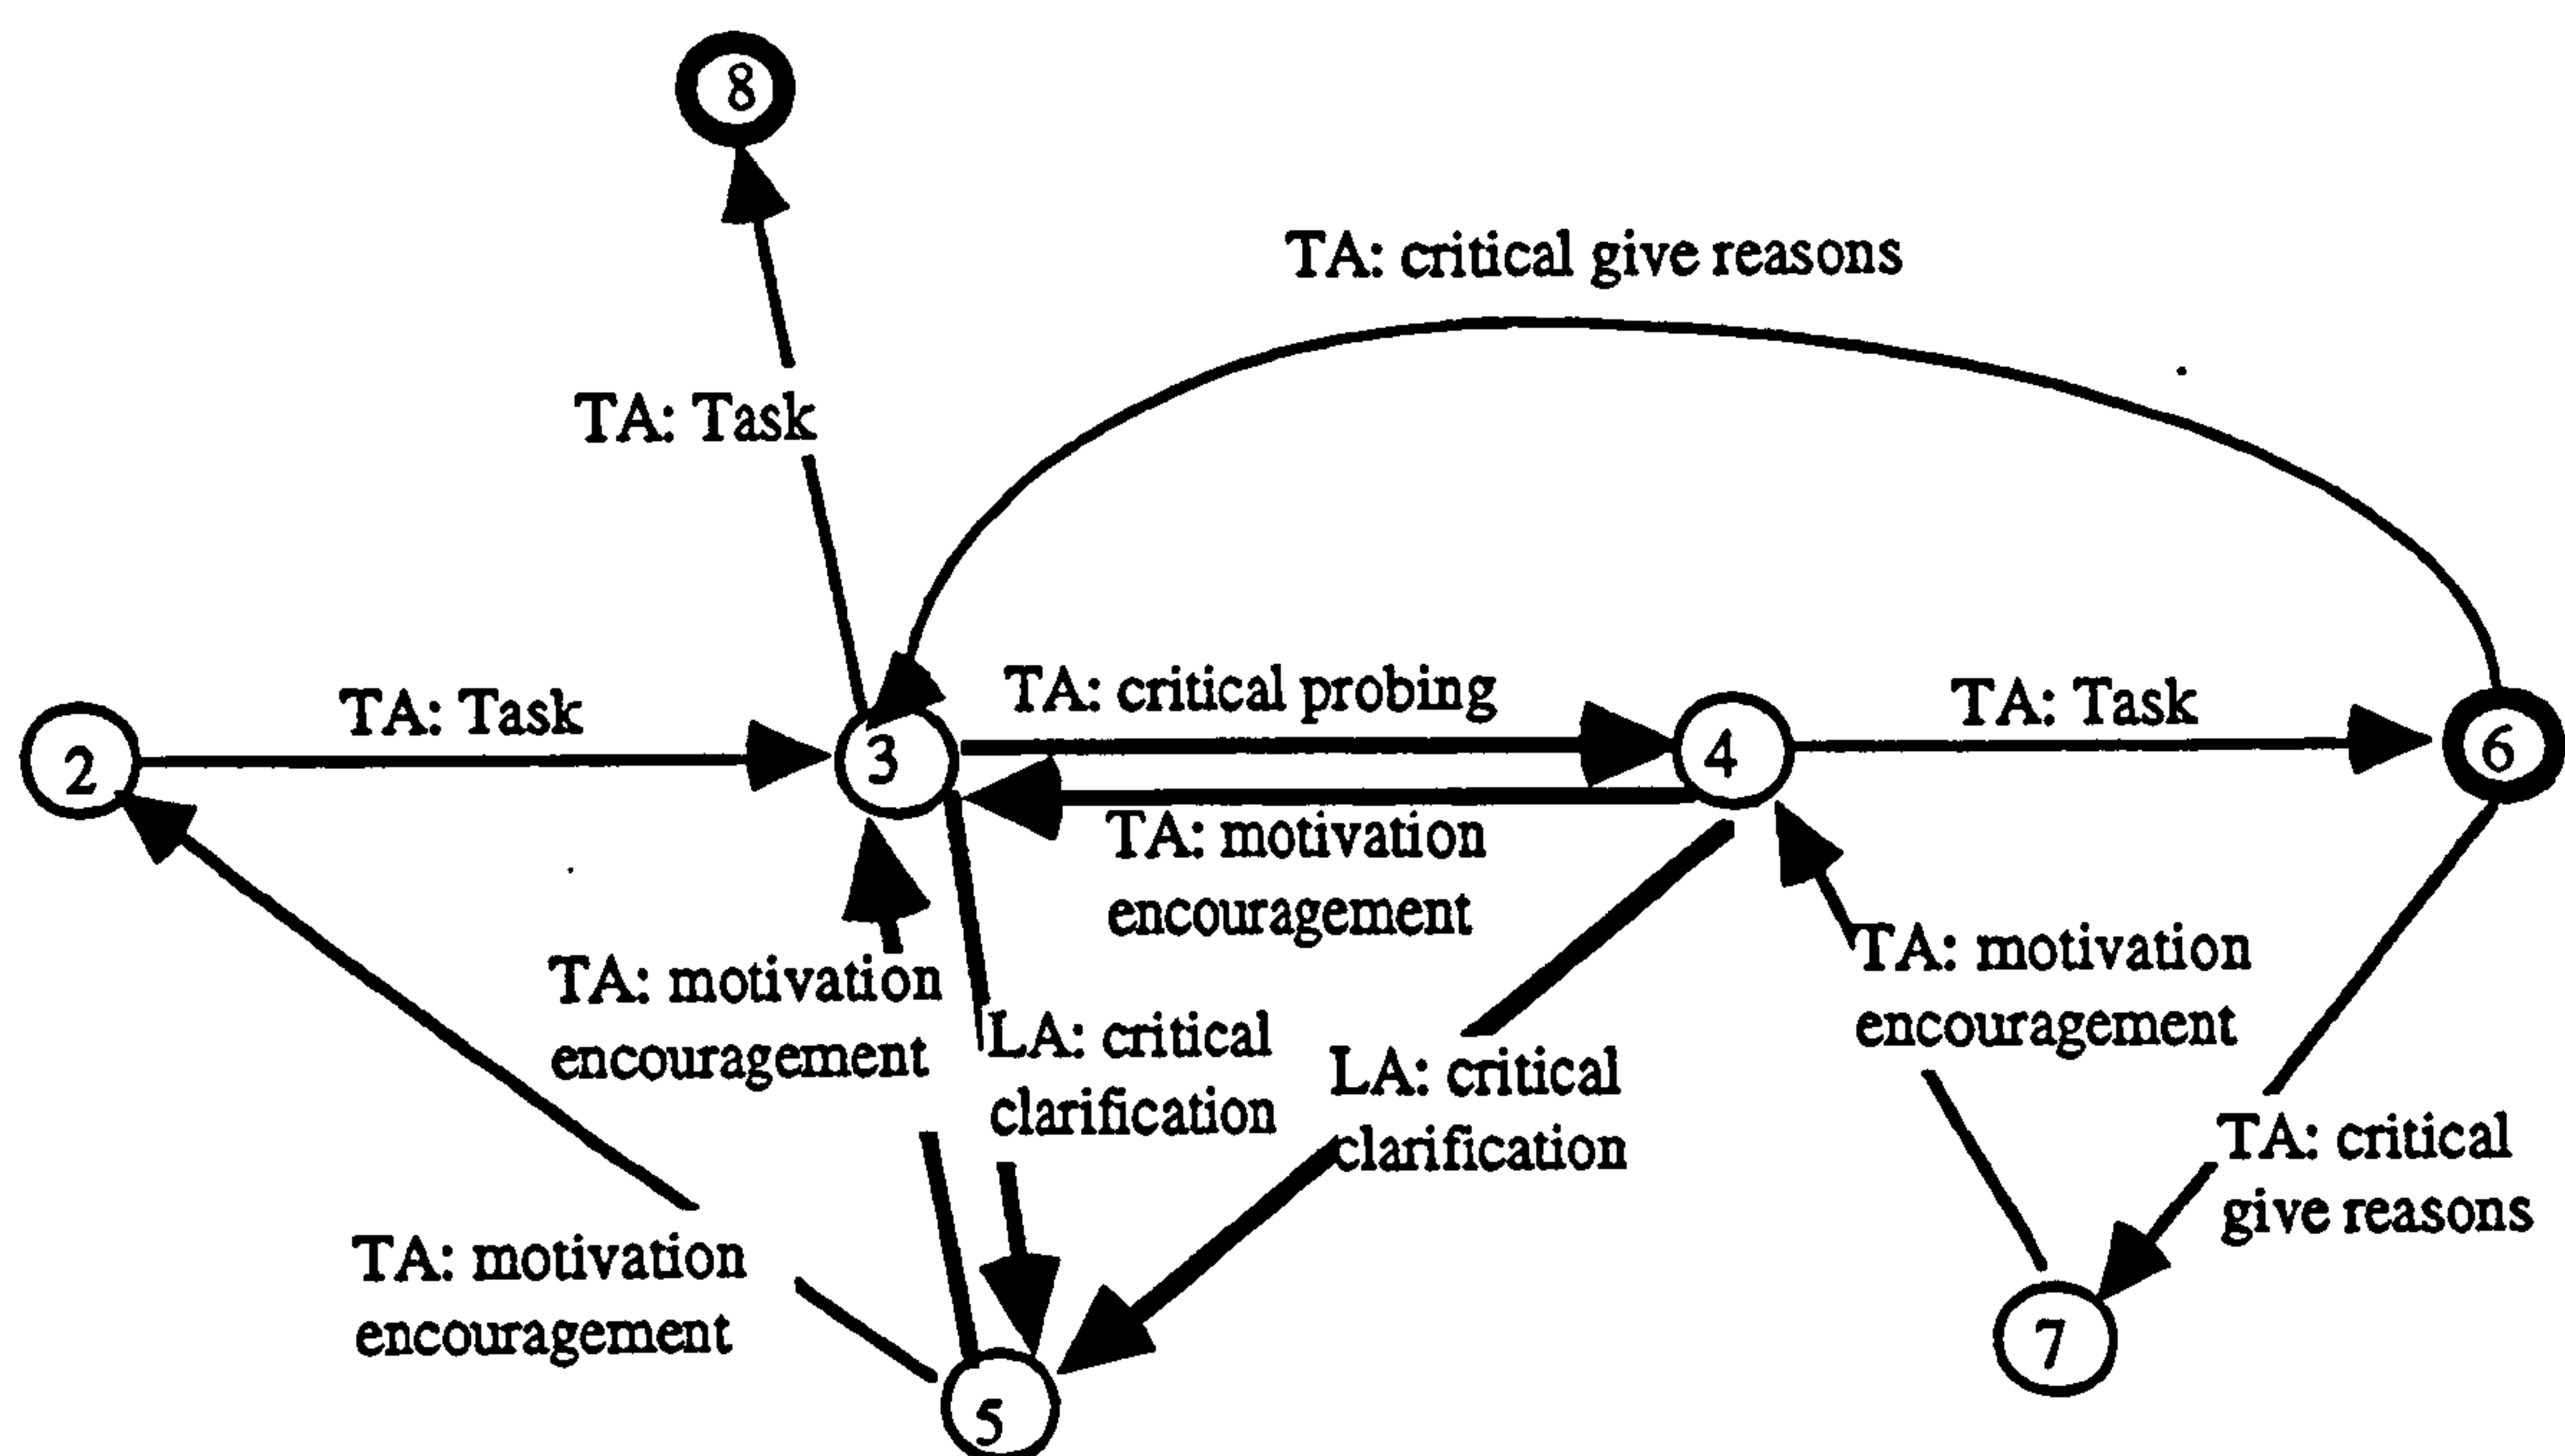 8
TA: critical give reasons
TA: Task
TA: critical probing
TA: Task
TA: Task
2
3
4
6
TA: motivation
encouragement
TA: motivation
encouragement
TA: motivation
encouragement
LA: critical
clarification
LA: critical
clarification
TA: critical
give reasons
TA: motivation
encouragement
7
5